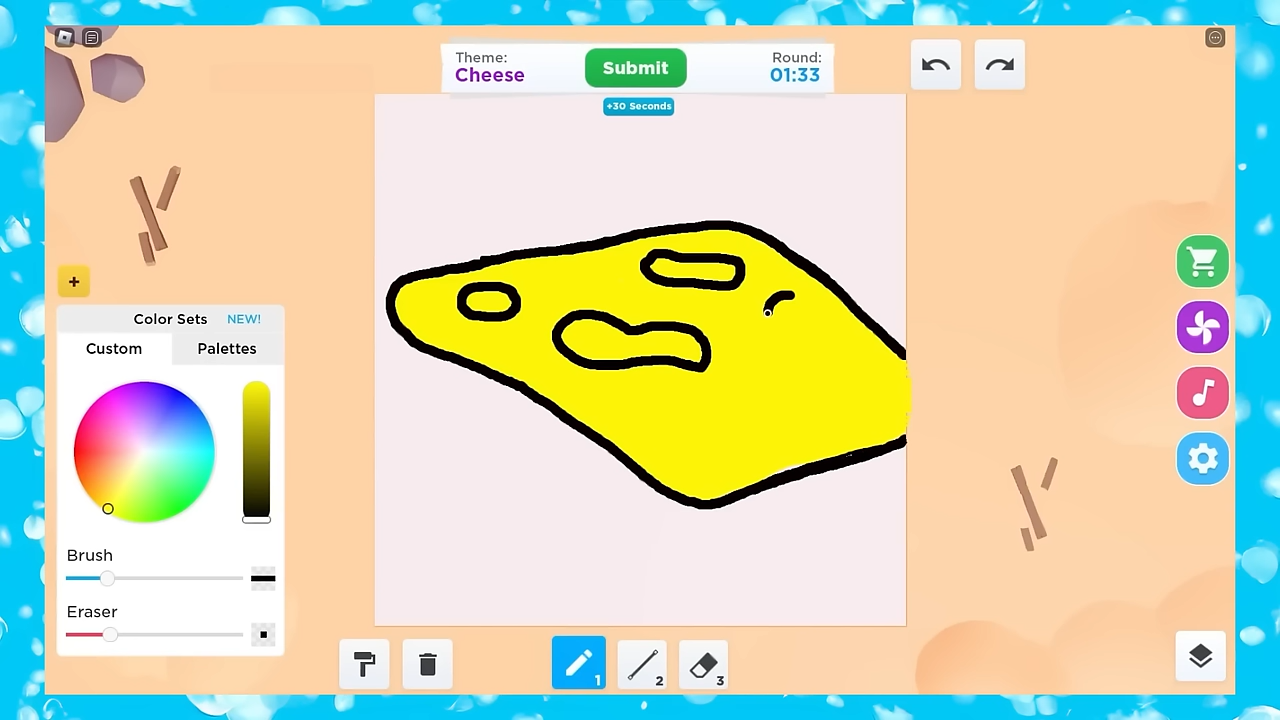 Theme:
Cheese
Submit
Round:
01:33
+30 Seconds
+
Color Sets NEW!
Custom
Palettes
Brush
Eraser
1
2
3